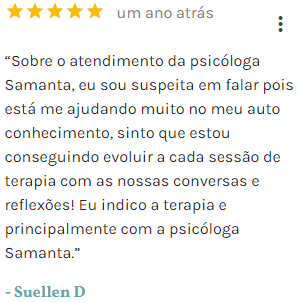 um ano atrás
“Sobre o atendimento da psicóloga
Samanta, eu sou suspeita em falar pois
está me ajudando muito no meu auto
conhecimento, sinto que estou
conseguindo evoluir a cada sessão de
terapia com as nossas conversas e
reflexões! Eu indico a terapia e
principalmente com a psicóloga
Samanta.”
- Suellen D